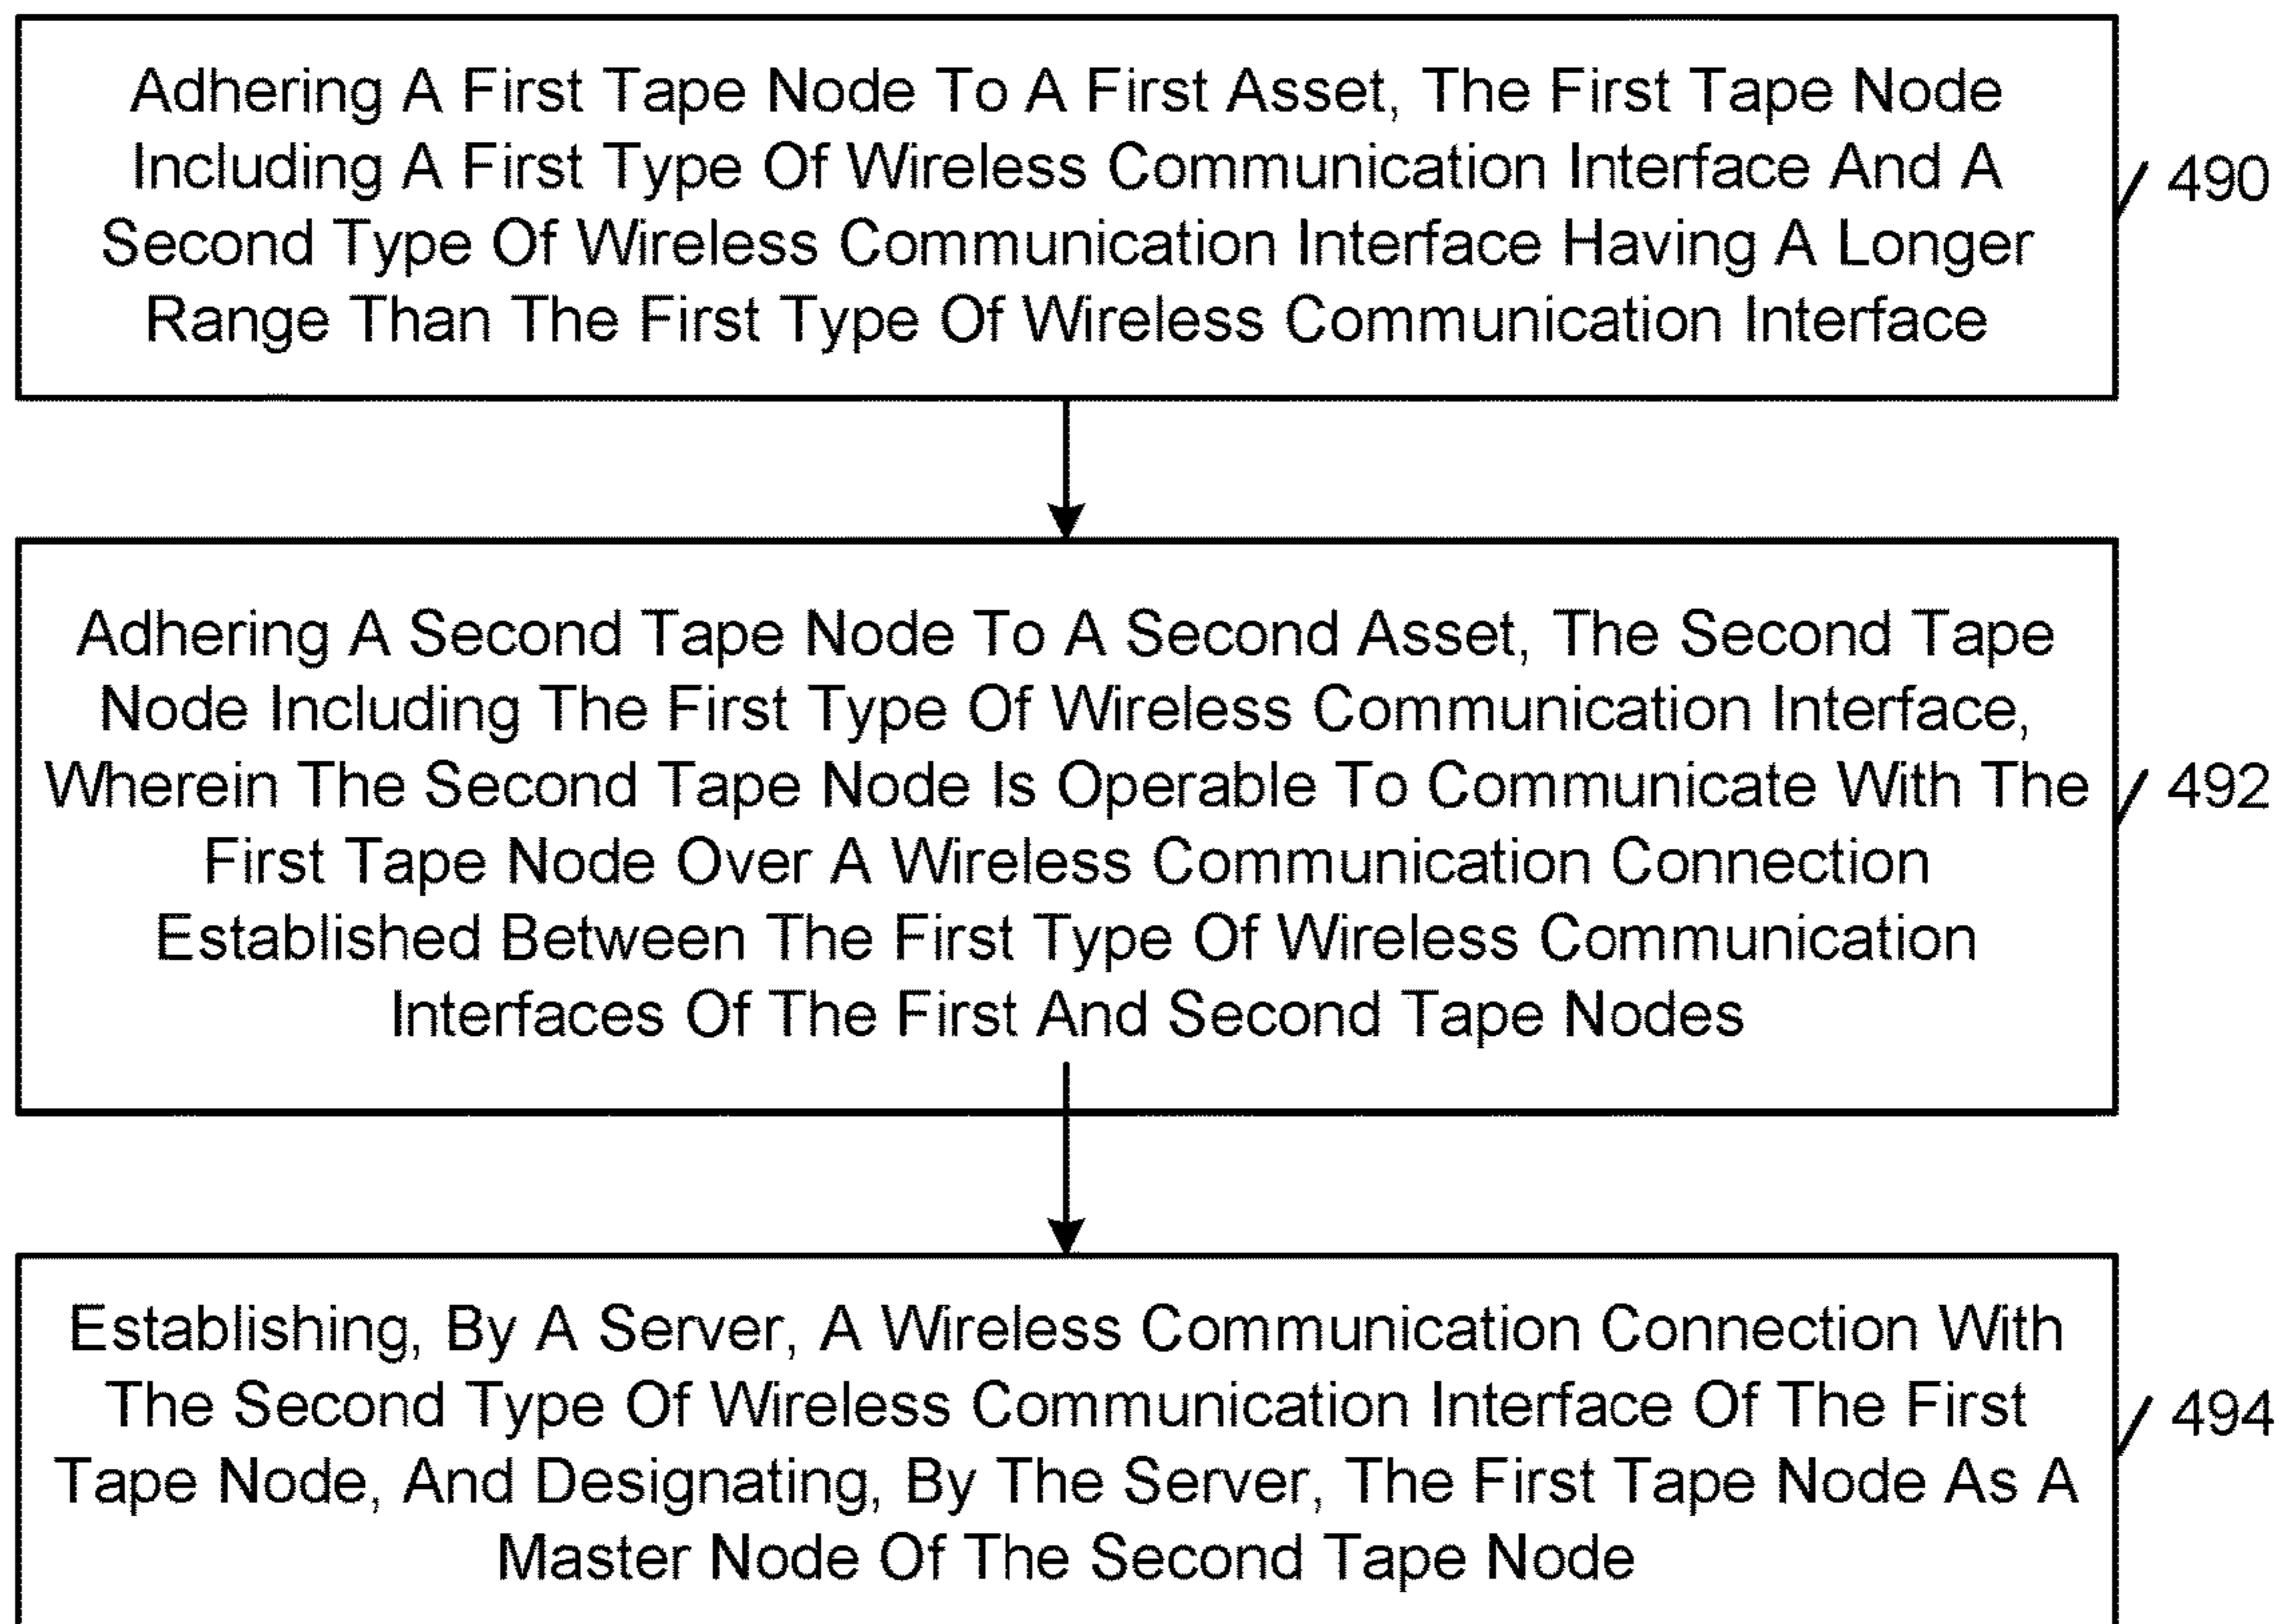 Adhering A First Tape Node To A First Asset, The First Tape Node
Including A First Type Of Wireless Communication Interface And A
Second Type Of Wireless Communication Interface Having A Longer
Range Than The First Type Of Wireless Communication Interface
490
Adhering A Second Tape Node To A Second Asset, The Second Tape
Node Including The First Type Of Wireless Communication Interface,
Wherein The Second Tape Node Is Operable To Communicate With The
First Tape Node Over A Wireless Communication Connection
Established Between The First Type Of Wireless Communication
Interfaces Of The First And Second Tape Nodes
492
Establishing, By A Server, A Wireless Communication Connection With
The Second Type Of Wireless Communication Interface Of The First
Tape Node, And Designating, By The Server, The First Tape Node As A
Master Node Of The Second Tape Node
494